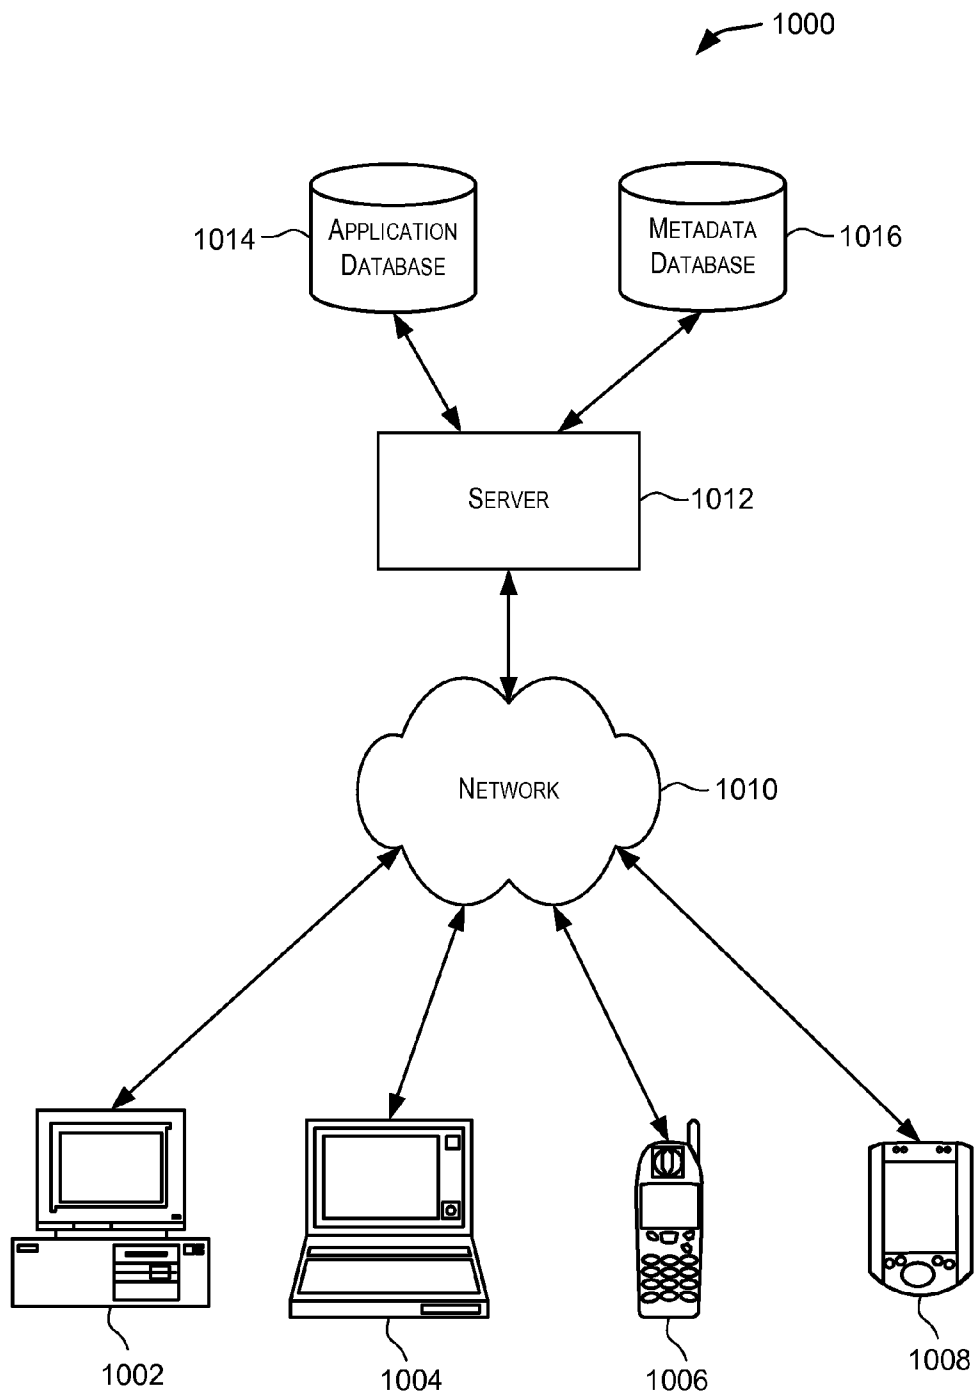 1000
1014
APPLICATION
DATABASE
METADATA
DATABASE
1016
SERVER
1012
NETWORK
1010
1002
1004
1006
1008